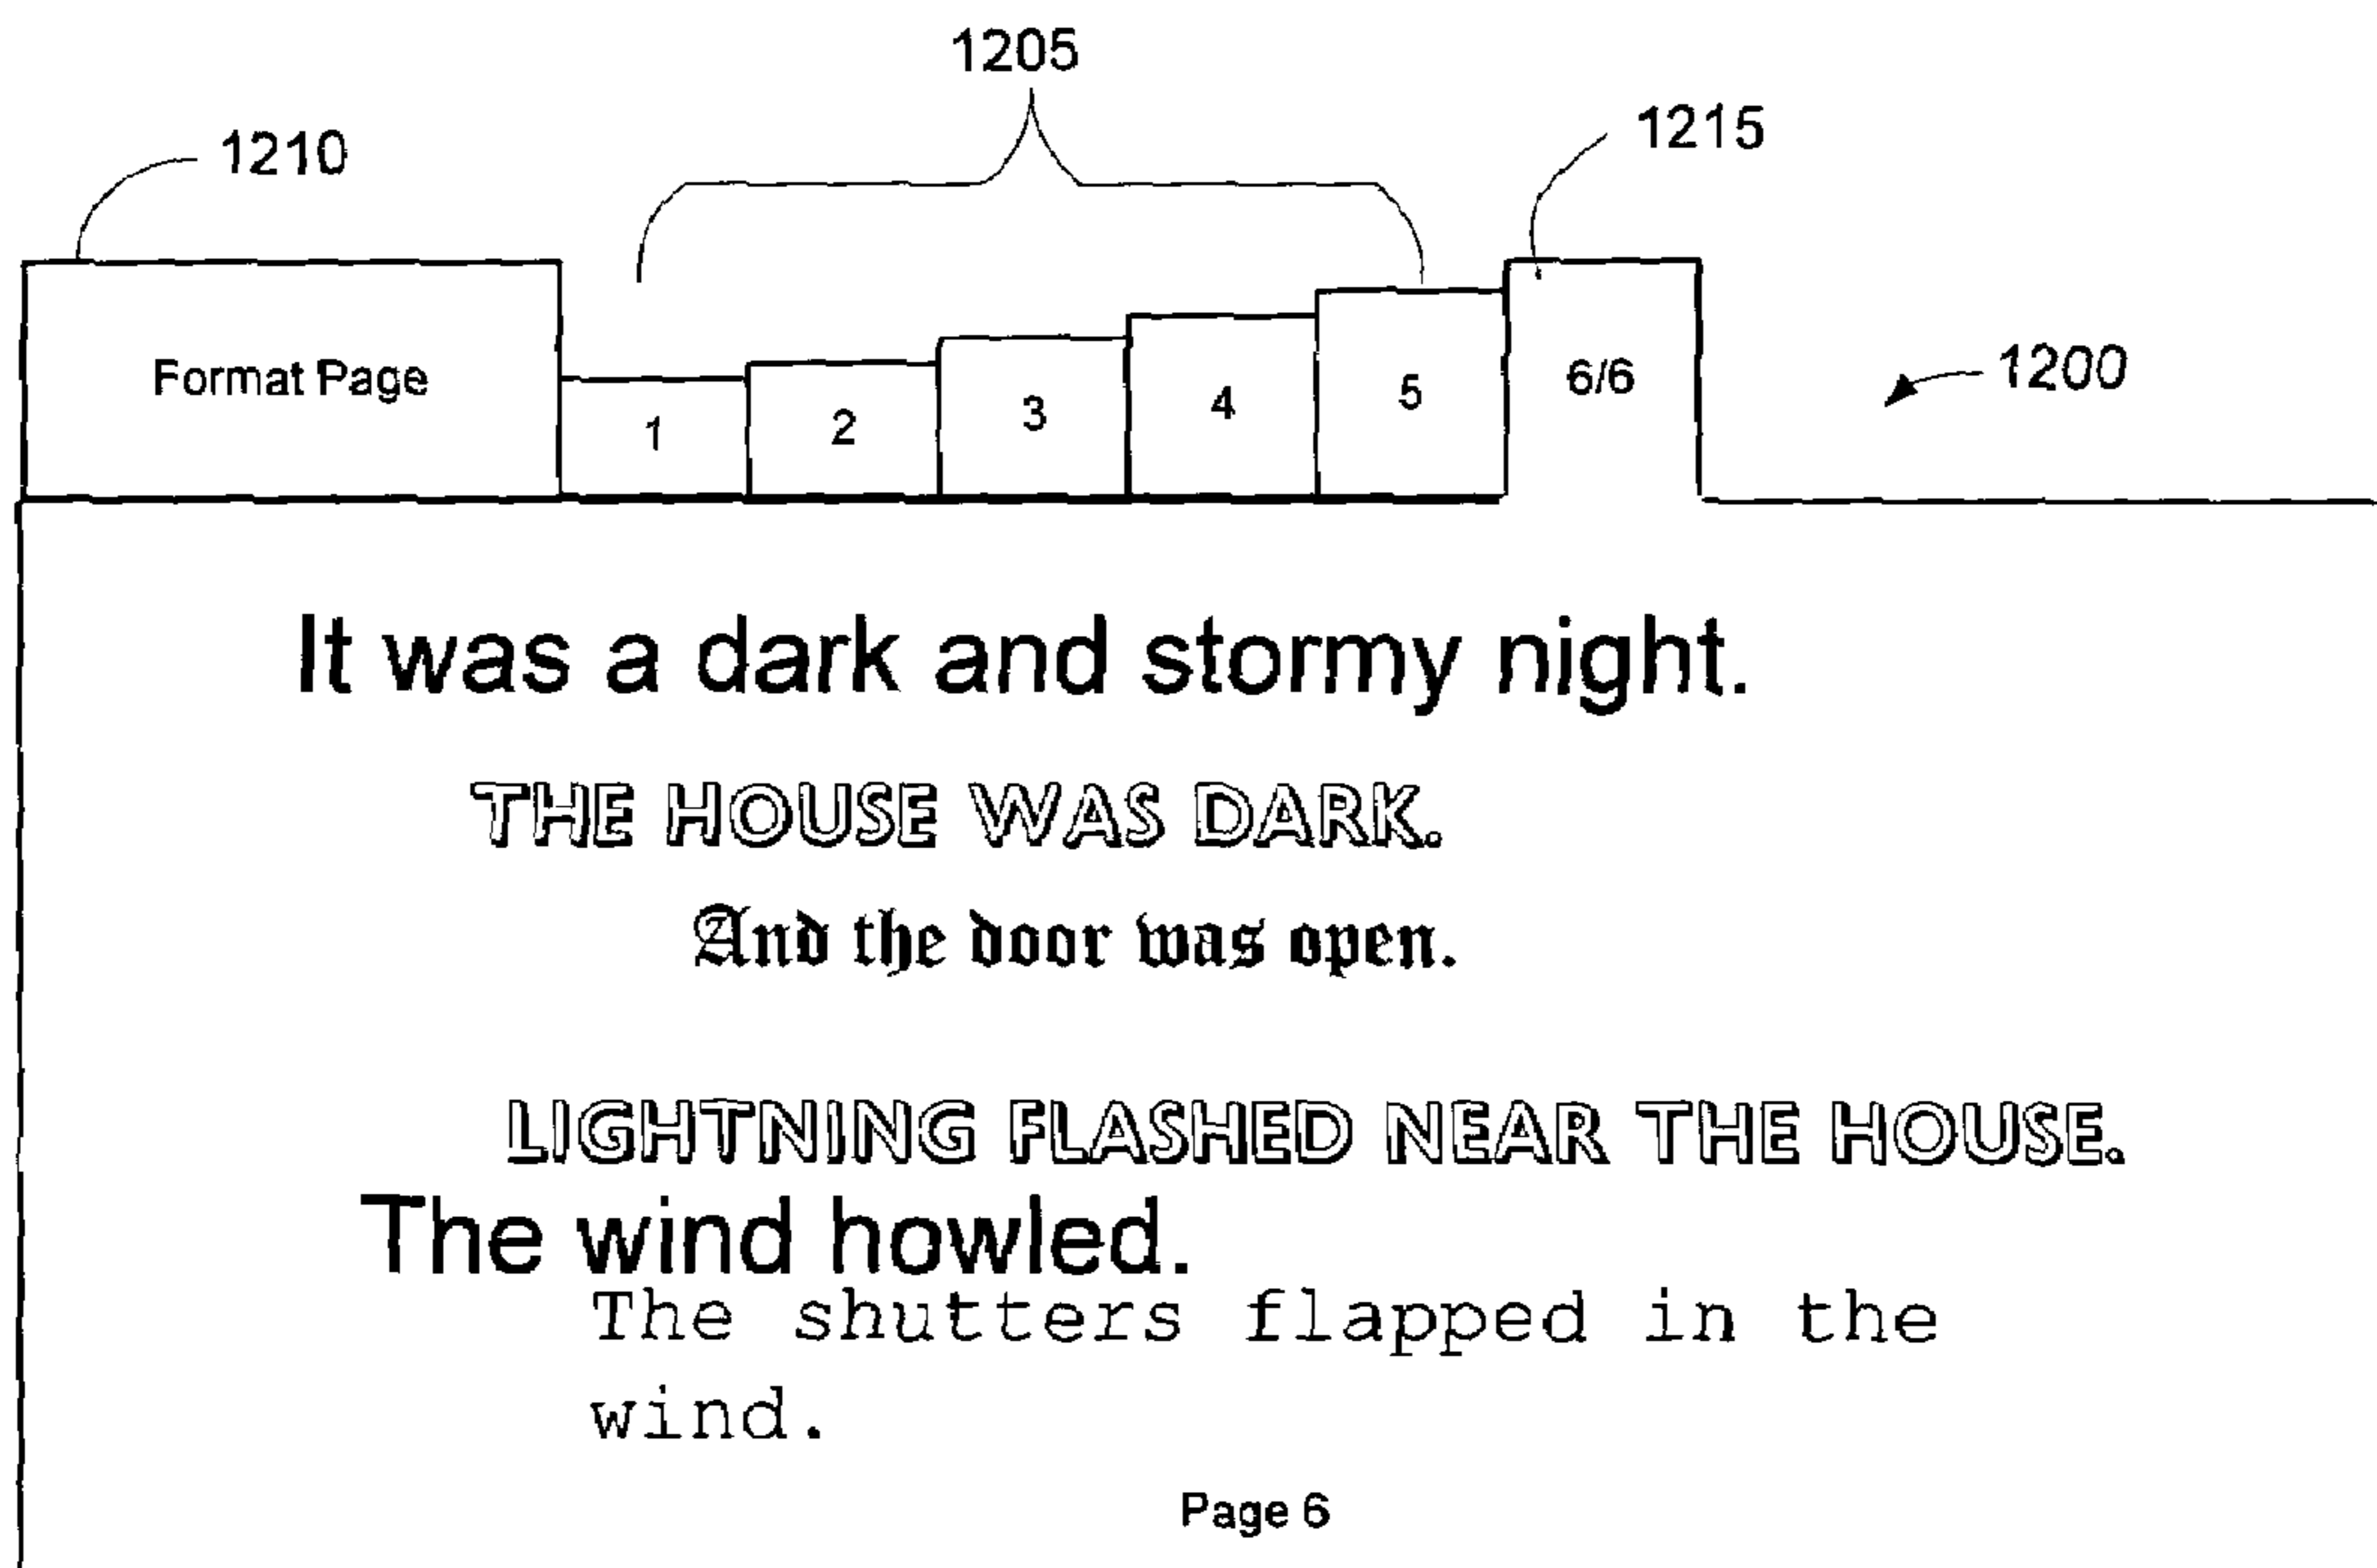 1205
1210
1215
Format Page
1
2
3
4
5
6/6
1200
It was a dark and stormy night.
THE HOUSE WAS DARK.
And the door was open.
LIGHTNING FLASHED NEAR THE HOUSE.
The wind howled.
The shutters flapped in the
wind.
Page 6